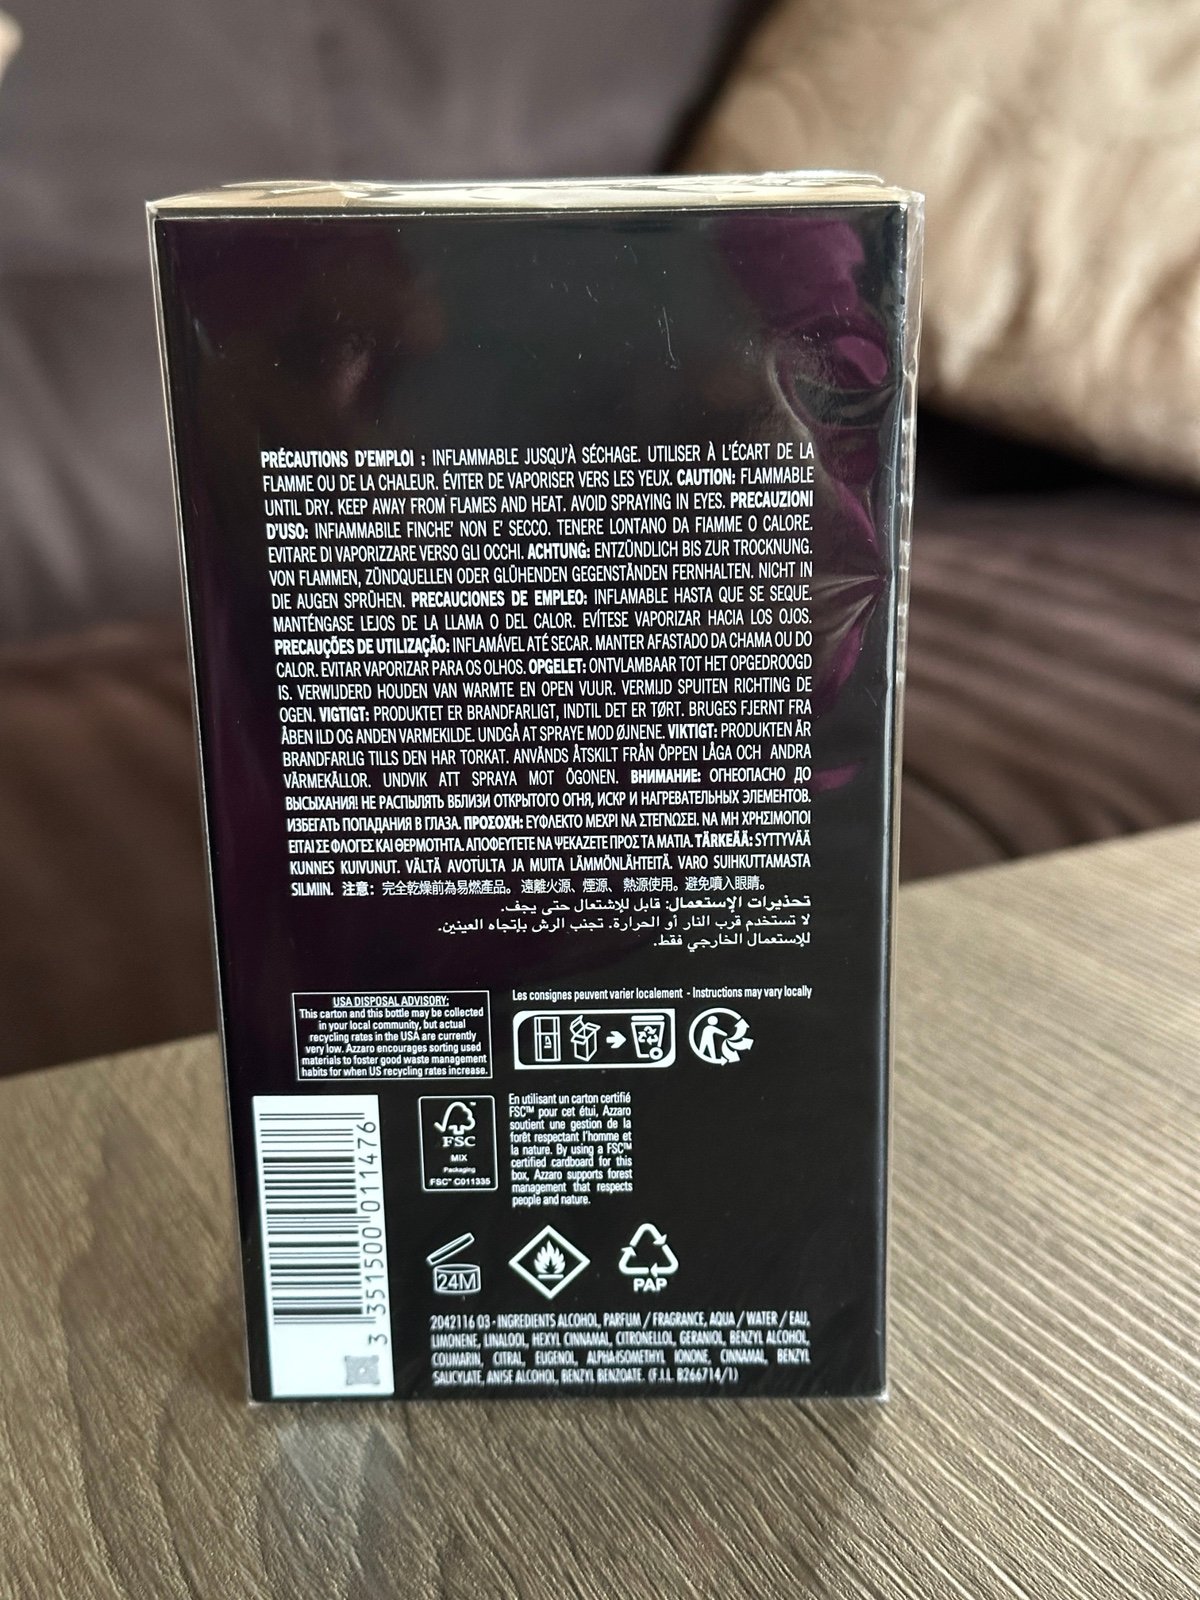 PRÉCAUTIONS D'EMPLOI : INFLAMMABLE JUSQU'À SÉCHAGE. UTILISER À L'ÉCART DE LA
FLAMME OU DE LA CHALEUR. ÉVITER DE VAPORISER VERS LES YEUX. CAUTION: FLAMMABLE
UNTIL DRY. KEEP AWAY FROM FLAMES AND HEAT. AVOID SPRAYING IN EYES. PRECAUZIONI
D'USO: INFIAMMABILE FINCHE' NON E' SECCO. TENERE LONTANO DA FIAMME O CALORE.
EVITARE DI VAPORIZZARE VERSO GLI OCCHI. ACHTUNG: ENTZÜNDLICH BIS ZUR TROCKNUNG.
VON FLAMMEN, ZÜNDQUELLEN ODER GLÜHENDEN GEGENSTÄNDEN FERNHALTEN. NICHT IN
DIE AUGEN SPRÜHEN. PRECAUCIONES DE EMPLEO: INFLAMABLE HASTA QUE SE SEQUE.
MANTÉNGASE LEJOS DE LA LLAMA O DEL CALOR. EVÍTESE VAPORIZAR HACIA LOS OJOS.
PRECAUÇÕES DE UTILIZAÇÃO: INFLAMÁVEL ATÉ SECAR. MANTER AFASTADO DA CHAMA OU DO
CALOR. EVITAR VAPORIZAR PARA OS OLHOS. OPGELET: ONTVLAMBAAR TOT HET OPGEDROOGD
IS. VERWIJDERD HOUDEN VAN WARMTE EN OPEN VUUR. VERMIJD SPUITEN RICHTING DE
OGEN. VIGTIGT: PRODUKTET ER BRANDFARLIGT, INDTIL DET ER TØRT. BRUGES FJERNT FRA
ÅBEN ILD OG ANDEN VARMEKILDE. UNDGÅ AT SPRAYE MOD ØJNENE. VIKTIGT: PRODUKTEN ÄR
BRANDFARLIG TILLS DEN HAR TORKAT. ANVÄNDS ÅTSKILT FRÅN ÖPPEN LÅGA OCH ANDRA
VÄRMEKÄLLOR. UNDVIK ATT SPRAYA MOT ÖGONEN. ВНИМАНИЕ: ОГНЕОПАСНО ДО
ВЫСЫХАНИЯ! НЕ РАСПЫЛЯТЬ ВБЛИЗИ ОТКРЫТОГО ОГНЯ, ИСКР И НАГРЕВАТЕЛЬНЫХ ЭЛЕМЕНТОВ.
ИЗБЕГАТЬ ПОПАДАНИЯ В ГЛАЗА. ΠΡΟΣΟΧΗ: ΕΥΦΛΕΚΤΟ ΜΕΧΡΙ ΝΑ ΣΤΕΓΝΩΣΕΙ. ΝΑ ΜΗ ΧΡΗΣΙΜΟΠΟΙ
ΕΙΤΑΙ ΣΕ ΦΛΟΓΕΣ ΚΑΙ ΘΕΡΜΟΤΗΤΑ. ΑΠΟΦΕΥΓΕΤΕ ΝΑ ΨΕΚΑΖΕΤΕ ΠΡΟΣ ΤΑ ΜΑΤΙΑ. TÄRKEÄÄ: SYTTYVÄÄ
KUNNES KUIVUNUT. VÄLTÄ AVOTULTA JA MUITA LÄMMÖNLÄHTEITÄ. VARO SUIHKUTTAMASTA
SILMIIN. 注意：完全乾燥前為易燃產品。遠離火源、煙源、熱源使用。避免噴入眼睛。
تحذيرات الإستعمال: قابل للإشتعال حتى يجف.
لا تستخدم قرب النار أو الحرارة. تجنب الرش بإتجاه العينين.
للإستعمال الخارجي فقط.
USA DISPOSAL ADVISORY:
This carton and this bottle may be collected
in your local community, but actual
recycling rates in the USA are currently
very low. Azzaro encourages sorting used
materials to foster good waste management
habits for when US recycling rates increase.
Les consignes peuvent varier localement - Instructions may vary locally
FSC
MIX
Packaging
FSC™ C011335
En utilisant un carton certifié
FSC™ pour cet étui, Azzaro
soutient une gestion de la
forêt respectant l'homme et
la nature. By using a FSC™
certified cardboard for this
box, Azzaro supports forest
management that respects
people and nature.
3 351500 011476
24M
PAP
2042116 03 - INGREDIENTS ALCOHOL, PARFUM / FRAGRANCE, AQUA / WATER / EAU,
LIMONENE, LINALOOL, HEXYL CINNAMAL, CITRONELLOL, GERANIOL, BENZYL ALCOHOL,
COUMARIN, CITRAL, EUGENOL, ALPHA-ISOMETHYL IONONE, CINNAMAL, BENZYL
SALICYLATE, ANISE ALCOHOL, BENZYL BENZOATE. (F.I.L. B266714/1)